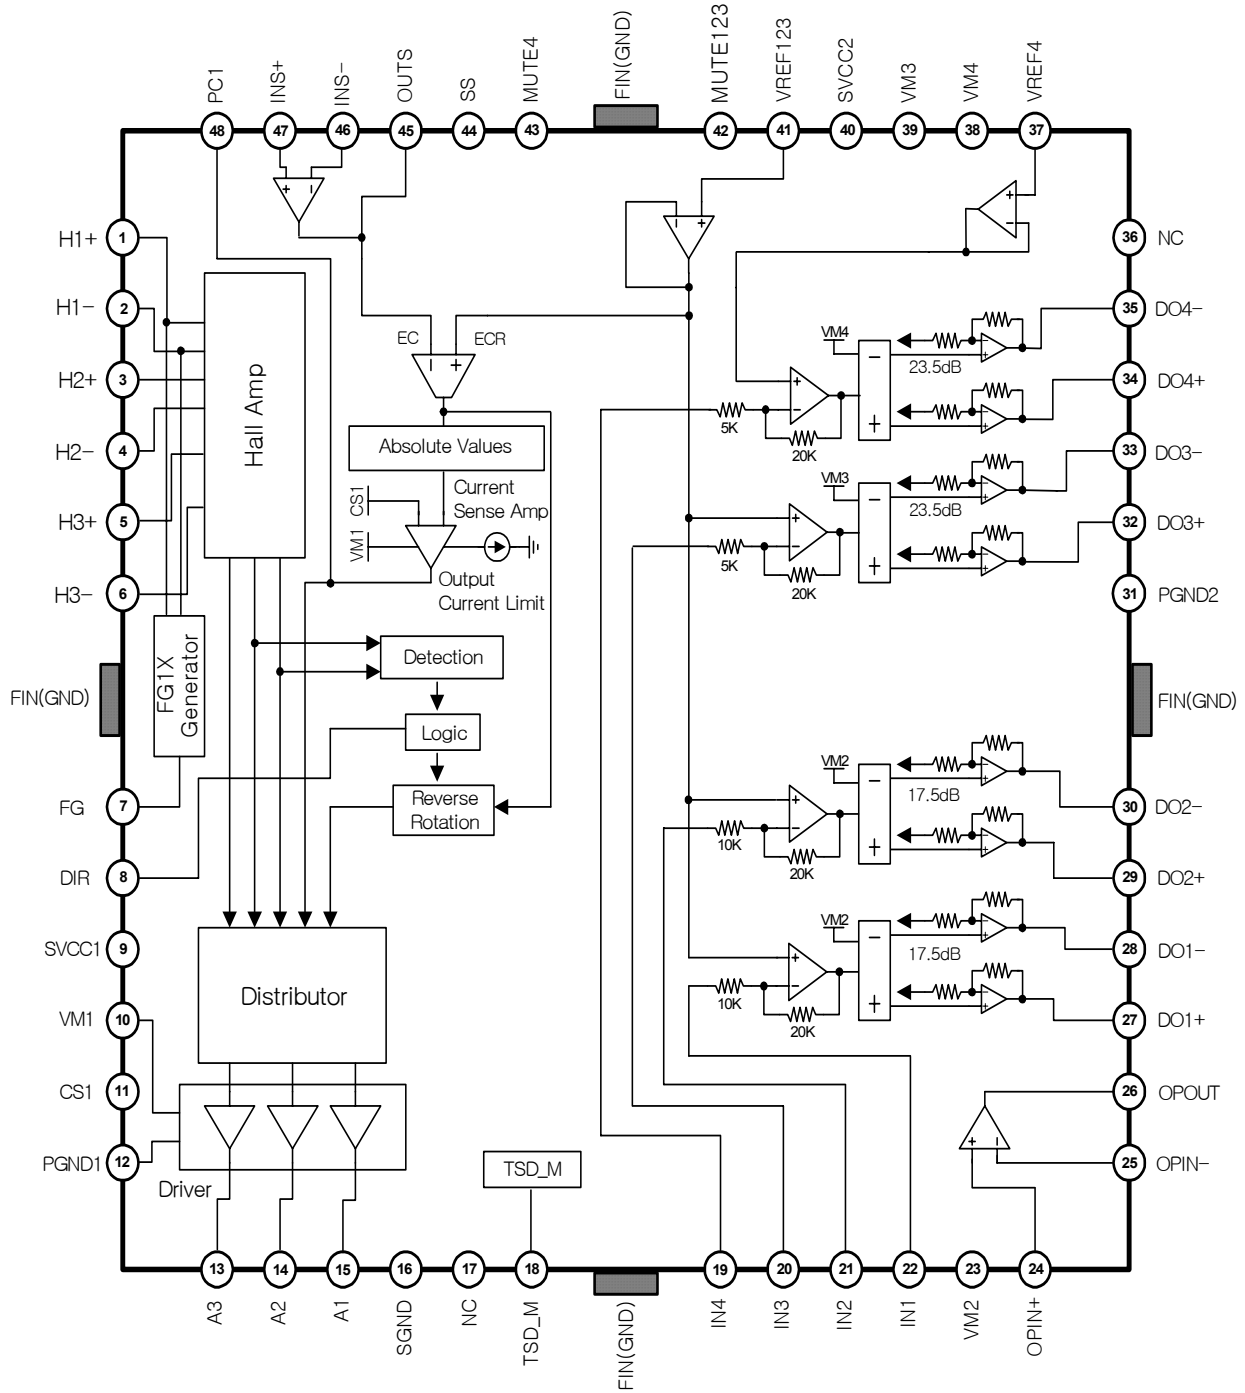 PC1
INS+
INS-
OUTS
SS
MUTE4
FIN(GND)
MUTE123
VREF123
SVCC2
VM3
VM4
VREF4
48
47
46
45
44
43
42
41
40
39
38
37
+
-
-
+
+
-
H1+
1
H1-
2
H2+
3
H2-
4
H3+
5
H3-
6
FIN(GND)
FG
7
DIR
8
SVCC1
9
VM1
10
CS1
11
PGND1
12
Hall Amp
FG1X
Generator
EC
ECR
-
+
Absolute Values
CS1
VM1
Current
Sense Amp
Output
Current Limit
Detection
Logic
Reverse
Rotation
Distributor
Driver
TSD_M
VM4
-
+
23.5dB
+
-
5K
20K
-
+
-
+
VM3
-
+
23.5dB
+
-
5K
20K
-
+
-
+
VM2
-
+
17.5dB
+
-
10K
20K
-
+
-
+
VM2
-
+
17.5dB
+
-
10K
20K
-
+
-
+
+
-
36
NC
35
DO4-
34
DO4+
33
DO3-
32
DO3+
31
PGND2
FIN(GND)
30
DO2-
29
DO2+
28
DO1-
27
DO1+
26
OPOUT
25
OPIN-
13
14
15
16
17
18
19
20
21
22
23
24
A3
A2
A1
SGND
NC
TSD_M
FIN(GND)
IN4
IN3
IN2
IN1
VM2
OPIN+